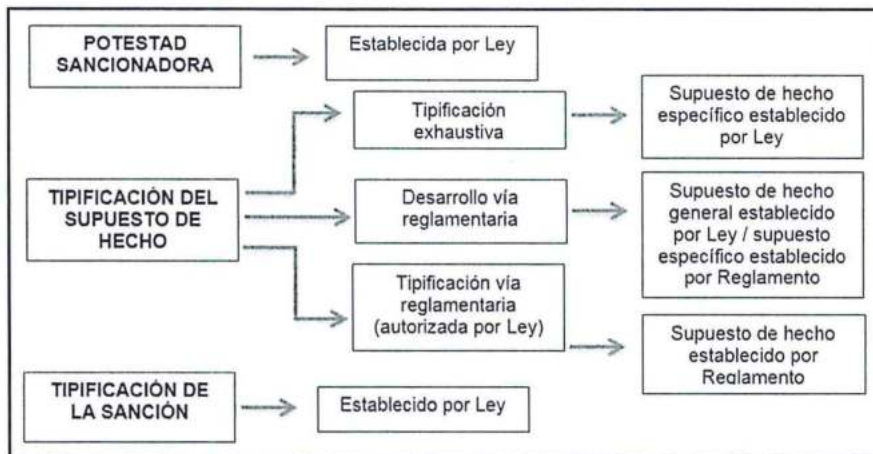 POTESTAD
SANCIONADORA
Establecida por Ley
Tipificación
exhaustiva
Supuesto de hecho
específico establecido
por Ley
TIPIFICACIÓN DEL
SUPUESTO DE
HECHO
Desarrollo vía
reglamentaria
Supuesto de hecho
general establecido
por Ley / supuesto
específico establecido
por Reglamento
Tipificación vía
reglamentaria
(autorizada por Ley)
Supuesto de hecho
establecido por
Reglamento
TIPIFICACIÓN DE
LA SANCIÓN
Establecido por Ley